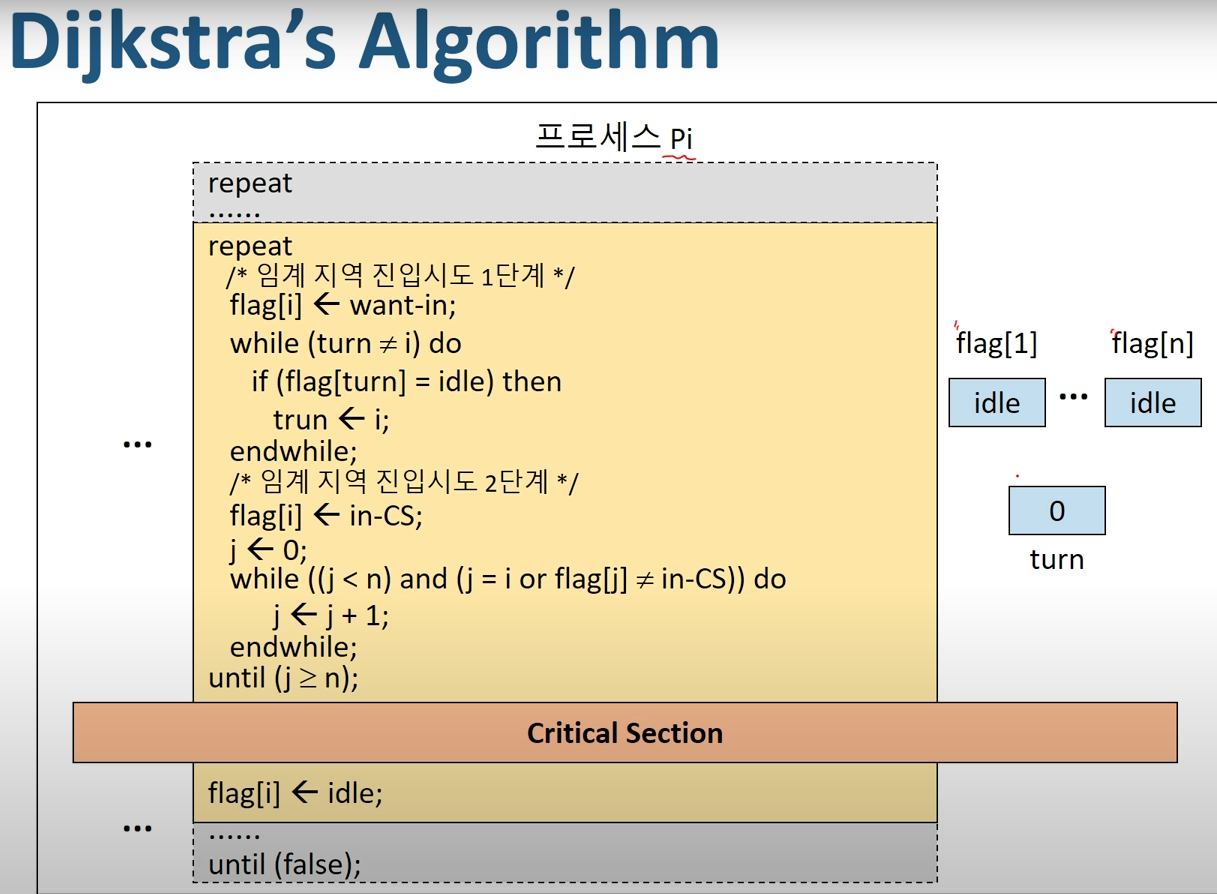 Dijkstra's Algorithm
프로세스 Pi
repeat
......
repeat
/* 임계 지역 진입시도 1단계 */
flag[i] ← want-in;
while (turn ≠ i) do
if (flag[turn] = idle) then
trun ← i;
endwhile;
/* 임계 지역 진입시도 2단계 */
flag[i] ← in-CS;
j ← 0;
while ((j < n) and (j = i or flag[j] ≠ in-CS)) do
j ← j + 1;
endwhile;
until (j ≥ n);
...
flag[1] flag[n]
idle ... idle
0
turn
Critical Section
flag[i] ← idle;
...
......
until (false);